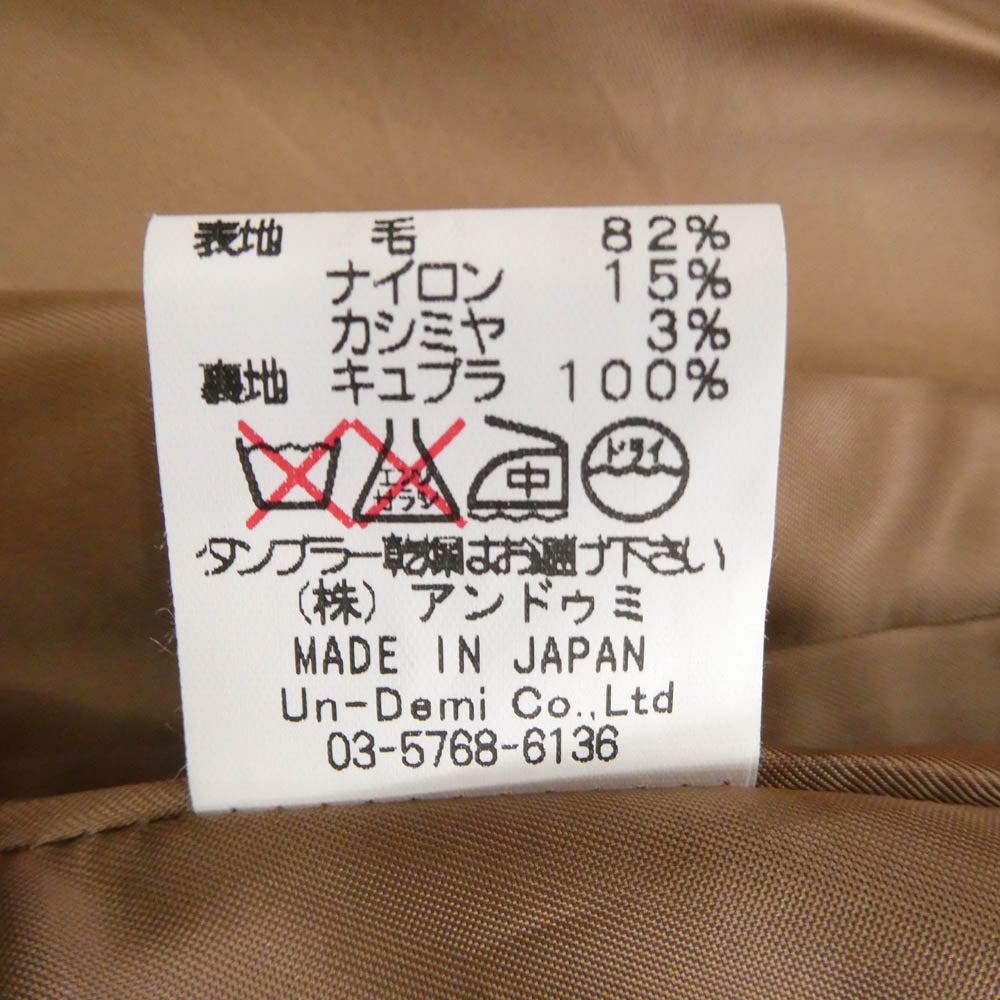 表地 毛 82%
ナイロン 15%
カシミヤ 3%
裏地 キュプラ 100%
エンソ サラシ 中 ドライ
タンブラー乾燥はお避け下さい
(株) アンドゥミ
MADE IN JAPAN
Un-Demi Co.,Ltd
03-5768-6136